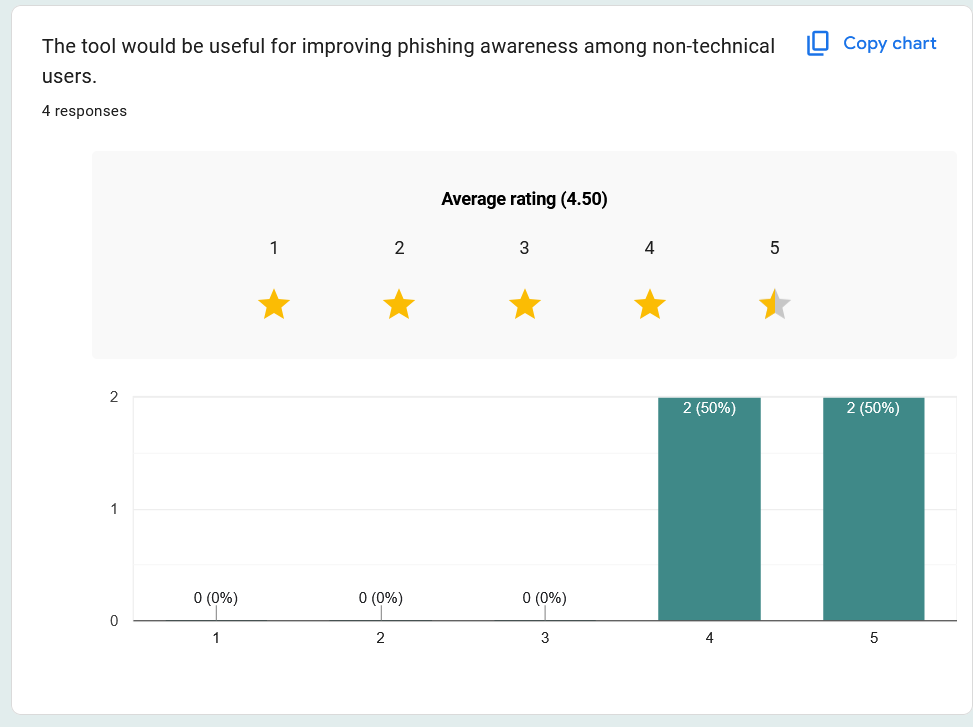 The tool would be useful for improving phishing awareness among non-technical
users.
Copy chart
4 responses
Average rating (4.50)
1 2 3 4 5
2
2 (50%) 2 (50%)
1
0 (0%) 0 (0%) 0 (0%)
0
1 2 3 4 5